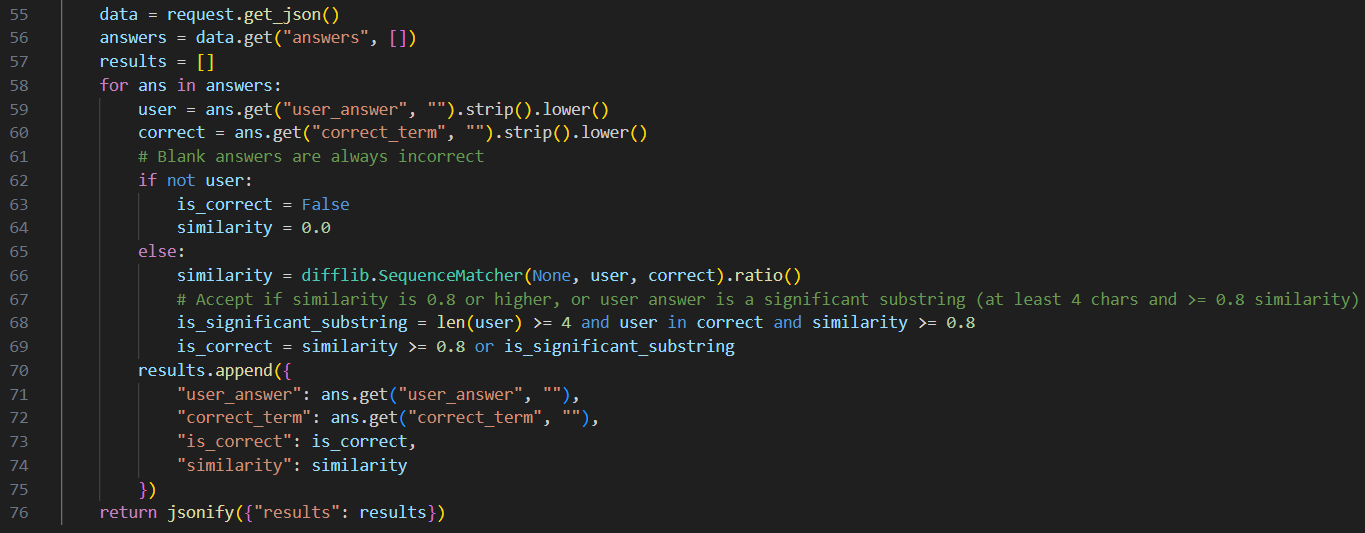 55 data = request.get_json()
56 answers = data.get("answers", [])
57 results = []
58 for ans in answers:
59 user = ans.get("user_answer", "").strip().lower()
60 correct = ans.get("correct_term", "").strip().lower()
61 # Blank answers are always incorrect
62 if not user:
63 is_correct = False
64 similarity = 0.0
65 else:
66 similarity = difflib.SequenceMatcher(None, user, correct).ratio()
67 # Accept if similarity is 0.8 or higher, or user answer is a significant substring (at least 4 chars and >= 0.8 similarity)
68 is_significant_substring = len(user) >= 4 and user in correct and similarity >= 0.8
69 is_correct = similarity >= 0.8 or is_significant_substring
70 results.append({
71 "user_answer": ans.get("user_answer", ""),
72 "correct_term": ans.get("correct_term", ""),
73 "is_correct": is_correct,
74 "similarity": similarity
75 })
76 return jsonify({"results": results})